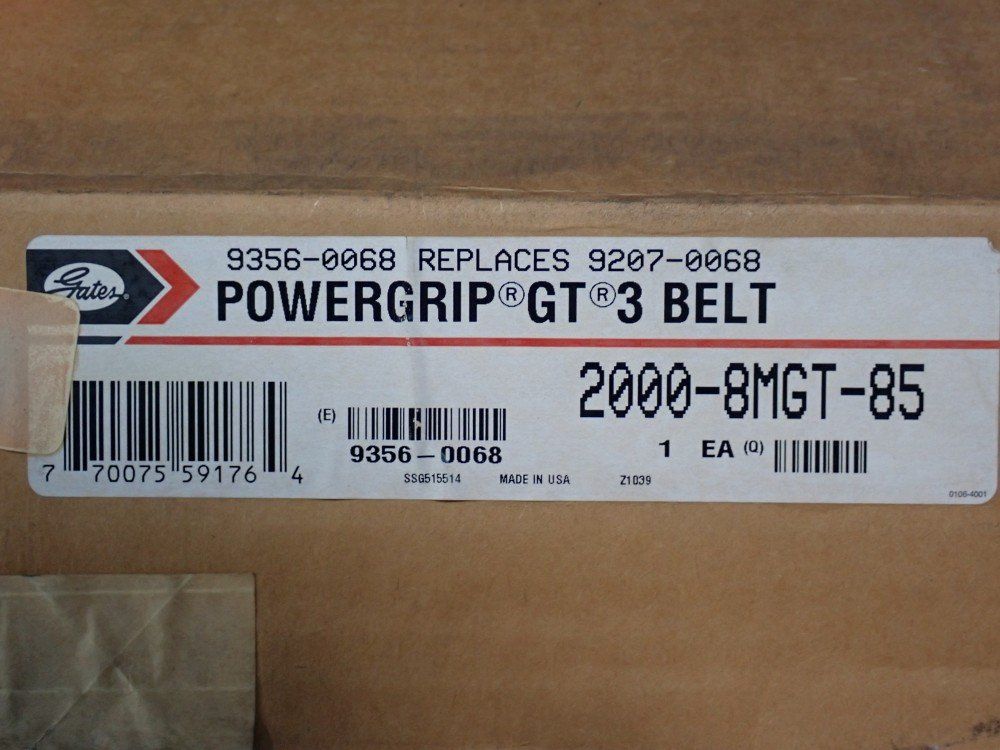 9356-0068 REPLACES 9207-0068
Gates®
POWERGRIP®GT®3 BELT
2000-8MGT-85
(E)
9356-0068
1 EA (Q)
7 70075 59176 4
SSG515514 MADE IN USA Z1039
0106-4001